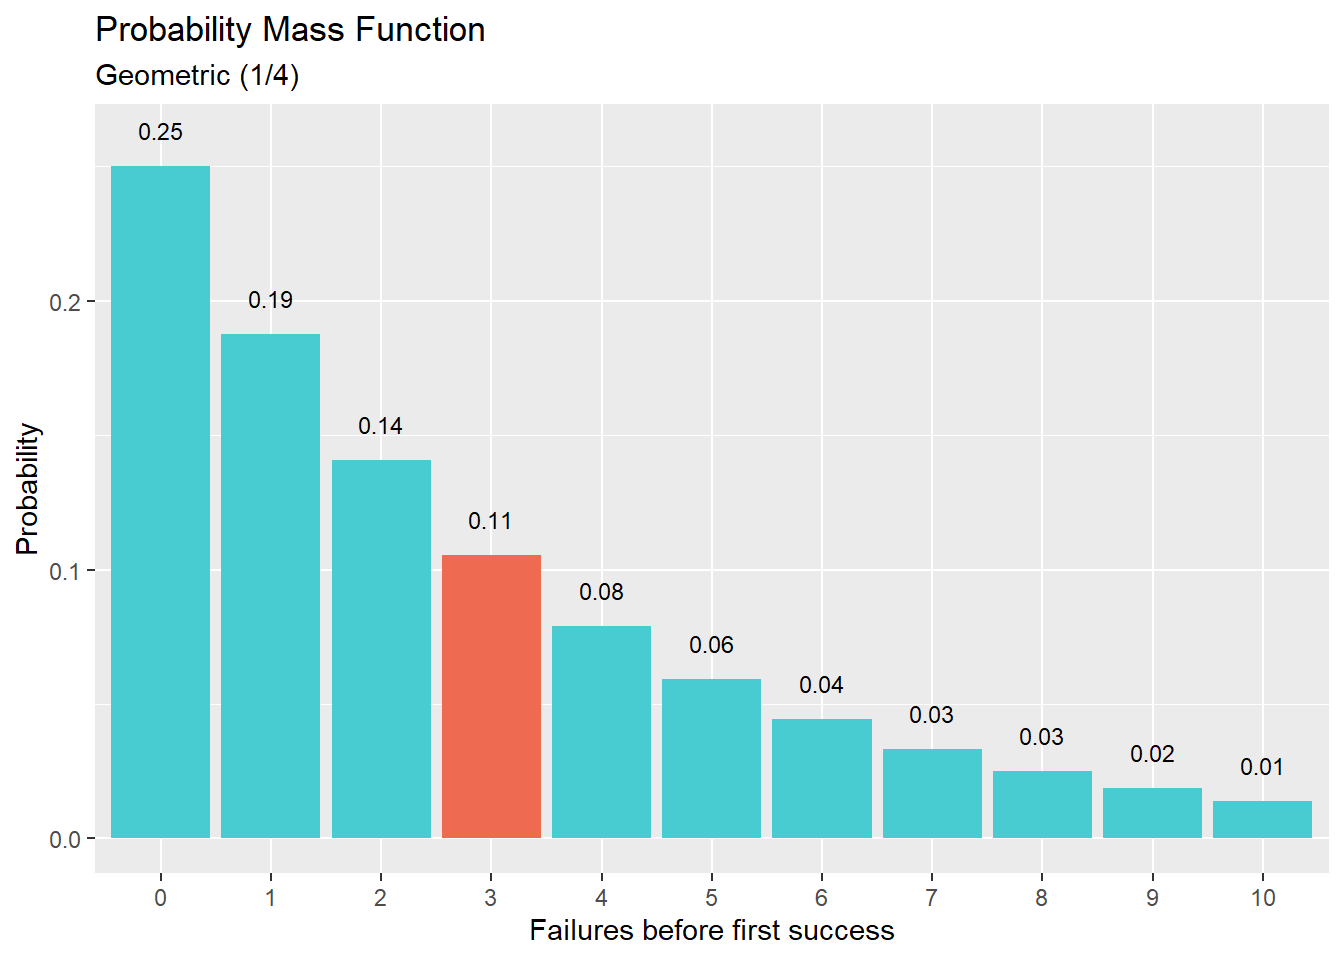 Probability Mass Function
Geometric (1/4)
0.25
0.19
0.14
0.11
0.08
0.06
0.04
0.03
0.03
0.02
0.01
Probability
0.2
0.1
0.0
0 1 2 3 4 5 6 7 8 9 10
Failures before first success